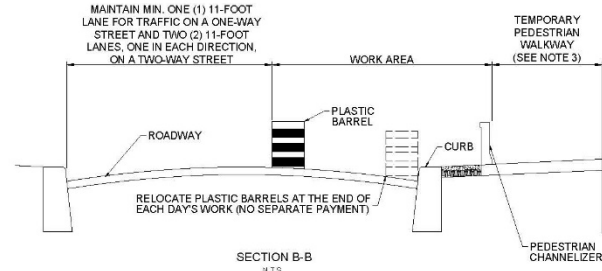 MAINTAIN MIN. ONE (1) 11-FOOT
LANE FOR TRAFFIC ON A ONE-WAY
STREET AND TWO (2) 11-FOOT
LANES, ONE IN EACH DIRECTION,
ON A TWO-WAY STREET
WORK AREA
TEMPORARY
PEDESTRIAN
WALKWAY
(SEE NOTE 3)
PLASTIC
BARREL
ROADWAY
CURB
RELOCATE PLASTIC BARRELS AT THE END OF
EACH DAY'S WORK (NO SEPARATE PAYMENT)
PEDESTRIAN
CHANNELIZER
SECTION B-B
N.T.S.